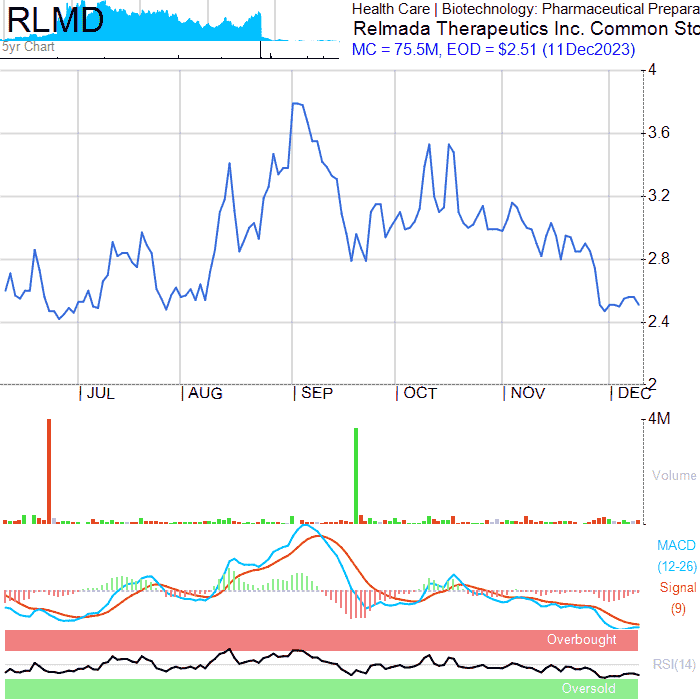 RLMD
5yr Chart
Health Care | Biotechnology: Pharmaceutical Prepara
Relmada Therapeutics Inc. Common Sto
MC = 75.5M, EOD = $2.51 (11Dec2023)
4
3.6
3.2
2.8
2.4
2
JUL AUG SEP OCT NOV DEC
4M
Volume
MACD
(12-26)
Signal
(9)
Overbought
RSI(14)
Oversold